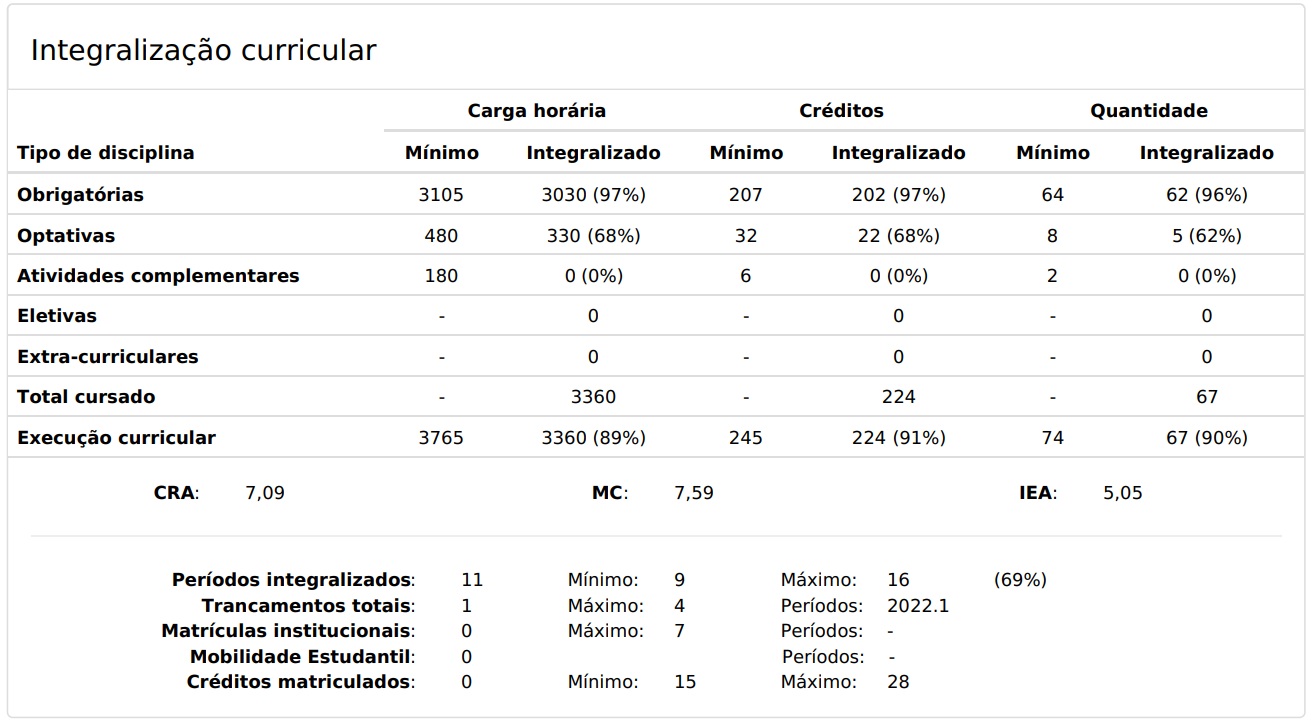 Integralização curricular
Carga horária Créditos Quantidade
Tipo de disciplina Mínimo Integralizado Mínimo Integralizado Mínimo Integralizado
Obrigatórias 3105 3030 (97%) 207 202 (97%) 64 62 (96%)
Optativas 480 330 (68%) 32 22 (68%) 8 5 (62%)
Atividades complementares 180 0 (0%) 6 0 (0%) 2 0 (0%)
Eletivas - 0 - 0 - 0
Extra-curriculares - 0 - 0 - 0
Total cursado - 3360 - 224 - 67
Execução curricular 3765 3360 (89%) 245 224 (91%) 74 67 (90%)
CRA: 7,09 MC: 7,59 IEA: 5,05
Períodos integralizados: 11 Mínimo: 9 Máximo: 16 (69%)
Trancamentos totais: 1 Máximo: 4 Períodos: 2022.1
Matrículas institucionais: 0 Máximo: 7 Períodos: -
Mobilidade Estudantil: 0 Períodos: -
Créditos matriculados: 0 Mínimo: 15 Máximo: 28